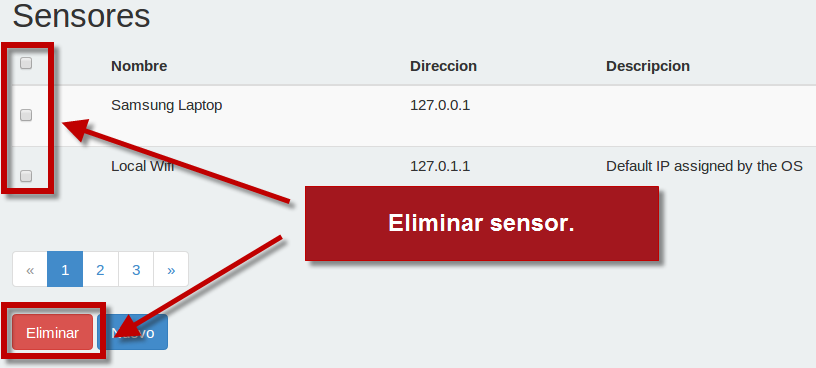 Sensores
Nombre Direccion Descripcion
Samsung Laptop 127.0.0.1
Local Wifi 127.0.1.1 Default IP assigned by the OS
Eliminar sensor.
« 1 2 3 »
Eliminar Nuevo